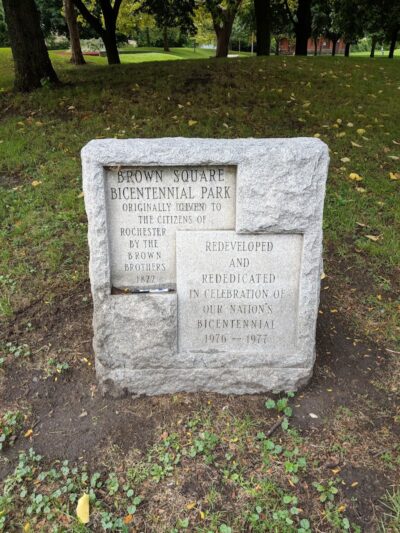 BROWN SQUARE
BICENTENNIAL PARK
ORIGINALLY (GIVEN) TO
THE CITIZENS OF
ROCHESTER
BY THE
BROWN
BROTHERS
1822
REDEVELOPED
AND
REDEDICATED
IN CELEBRATION OF
OUR NATION'S
BICENTENNIAL
1976 -- 1977